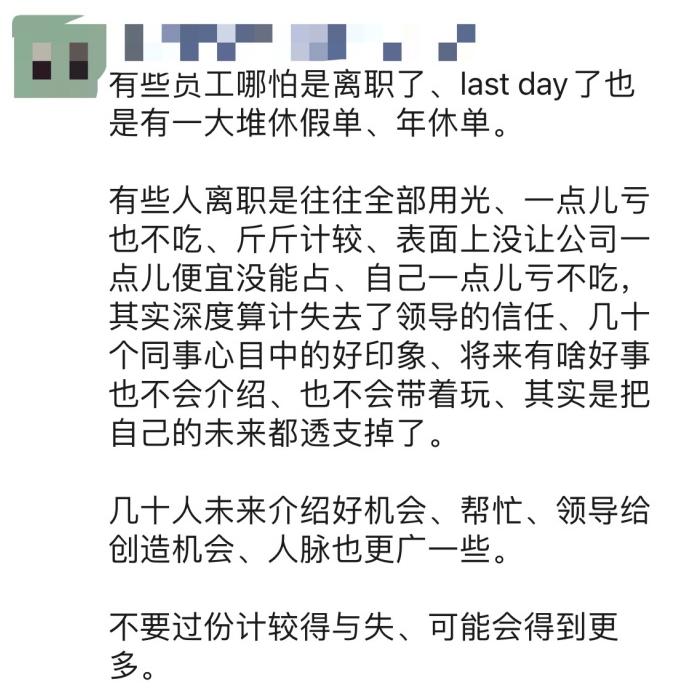 有些员工哪怕是离职了、last day了也
是有一大堆休假单、年休单。
有些人离职是往往全部用光、一点儿亏
也不吃、斤斤计较、表面上没让公司一
点儿便宜没能占、自己一点儿亏不吃，
其实深度算计失去了领导的信任、几十
个同事心目中的好印象、将来有啥好事
也不会介绍、也不会带着玩、其实是把
自己的未来都透支掉了。
几十人未来介绍好机会、帮忙、领导给
创造机会、人脉也更广一些。
不要过份计较得与失、可能会得到更
多。